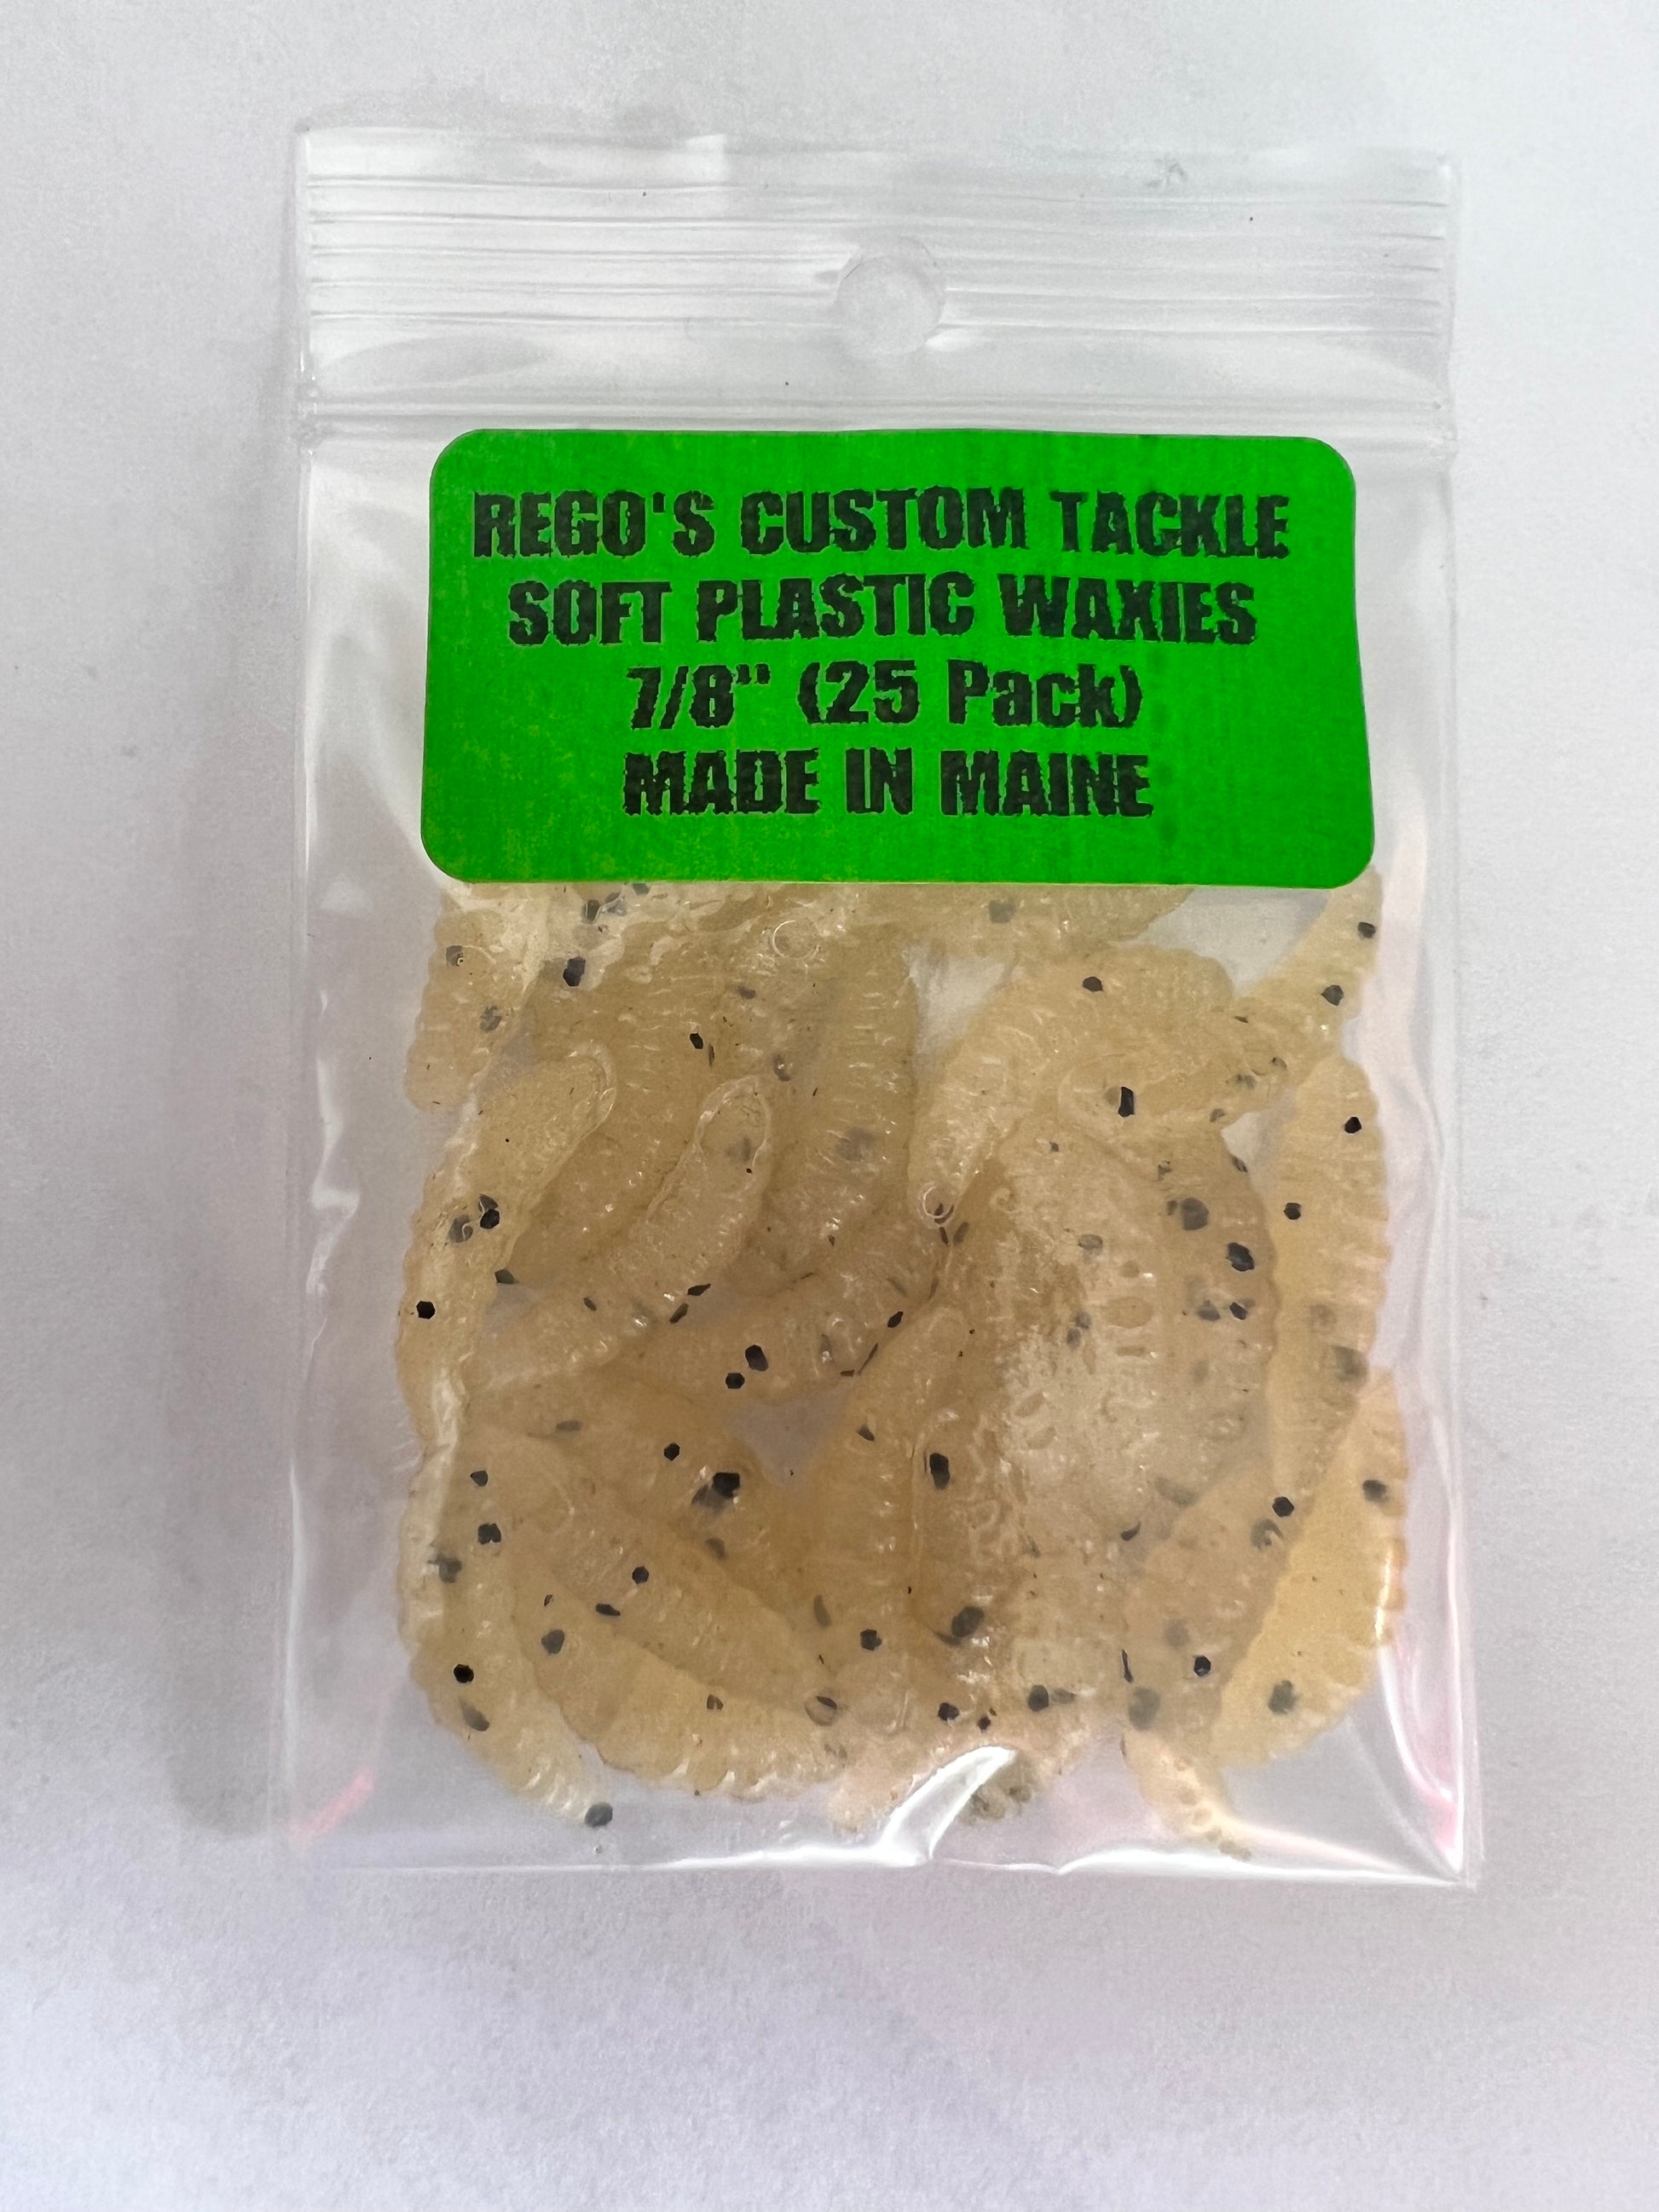 REGO'S CUSTOM TACKLE
SOFT PLASTIC WAXIES
7/8" (25 Pack)
MADE IN MAINE